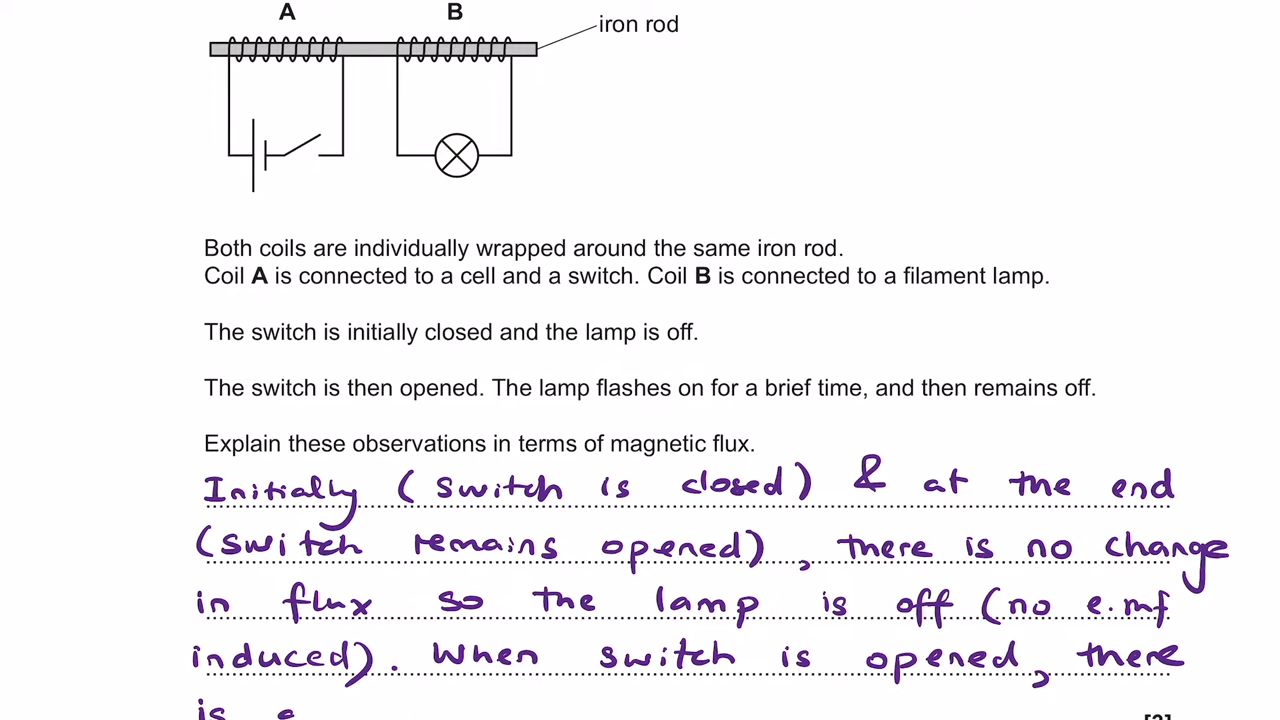 A B
iron rod
Both coils are individually wrapped around the same iron rod.
Coil A is connected to a cell and a switch. Coil B is connected to a filament lamp.
The switch is initially closed and the lamp is off.
The switch is then opened. The lamp flashes on for a brief time, and then remains off.
Explain these observations in terms of magnetic flux.
Initially (switch is closed) & at the end
(switch remains opened), there is no change
in flux so the lamp is off (no e.mf
induced). When switch is opened, there
is